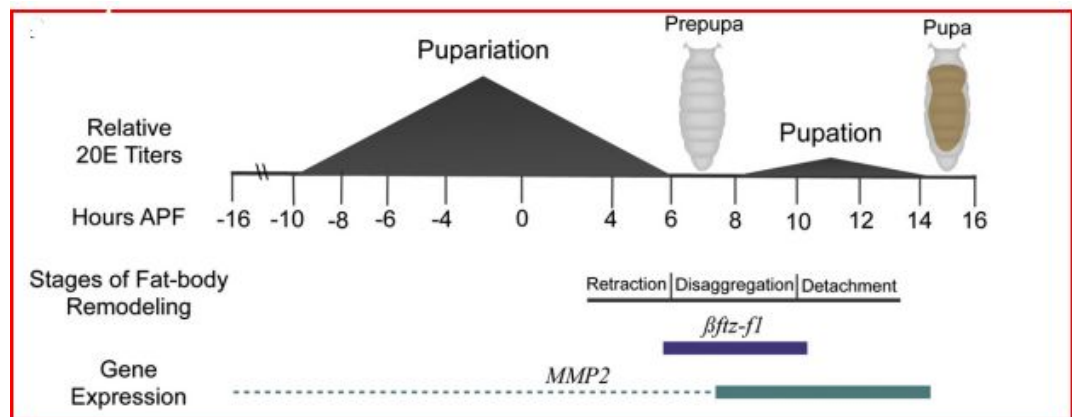 Prepupa
Pupa
Pupariation
Relative
20E Titers
Pupation
Hours APF -16 -10 -8 -6 -4 0 4 6 8 10 12 14 16
Stages of Fat-body
Remodeling
Retraction Disaggregation Detachment
βftz-f1
Gene
Expression
MMP2